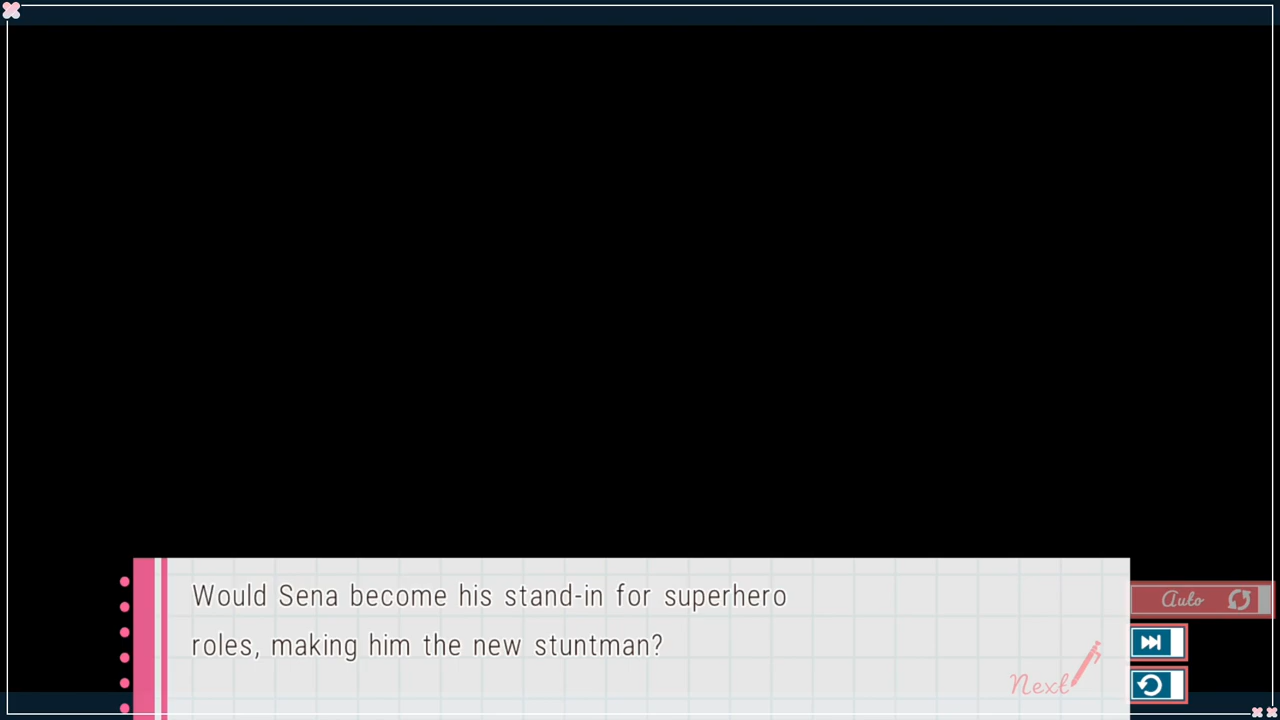 Would Sena become his stand-in for superhero
roles, making him the new stuntman?
Auto
Next